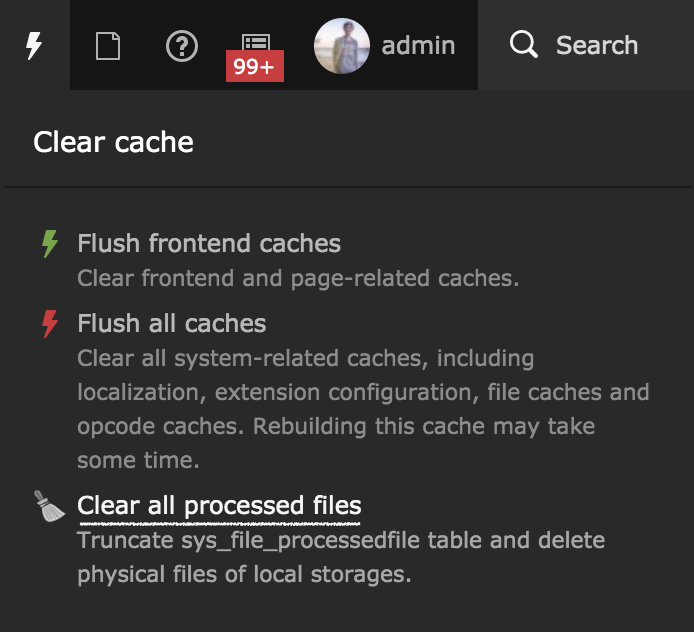 admin
Search
99+
Clear cache
Flush frontend caches
Clear frontend and page-related caches.
Flush all caches
Clear all system-related caches, including
localization, extension configuration, file caches and
opcode caches. Rebuilding this cache may take
some time.
Clear all processed files
Truncate sys_file_processedfile table and delete
physical files of local storages.